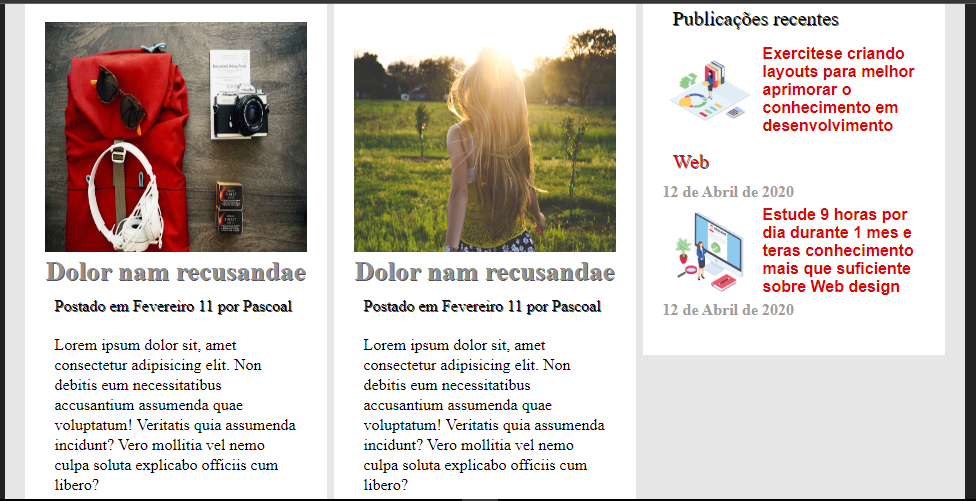 Dolor nam recusandae
Postado em Fevereiro 11 por Pascoal
Lorem ipsum dolor sit, amet
consectetur adipisicing elit. Non
debitis eum necessitatibus
accusantium assumenda quae
voluptatum! Veritatis quia assumenda
incidunt? Vero mollitia vel nemo
culpa soluta explicabo officiis cum
libero?
Dolor nam recusandae
Postado em Fevereiro 11 por Pascoal
Lorem ipsum dolor sit, amet
consectetur adipisicing elit. Non
debitis eum necessitatibus
accusantium assumenda quae
voluptatum! Veritatis quia assumenda
incidunt? Vero mollitia vel nemo
culpa soluta explicabo officiis cum
libero?
Publicações recentes
Exercitese criando
layouts para melhor
aprimorar o
conhecimento em
desenvolvimento
Web
12 de Abril de 2020
Estude 9 horas por
dia durante 1 mes e
teras conhecimento
mais que suficiente
sobre Web design
12 de Abril de 2020